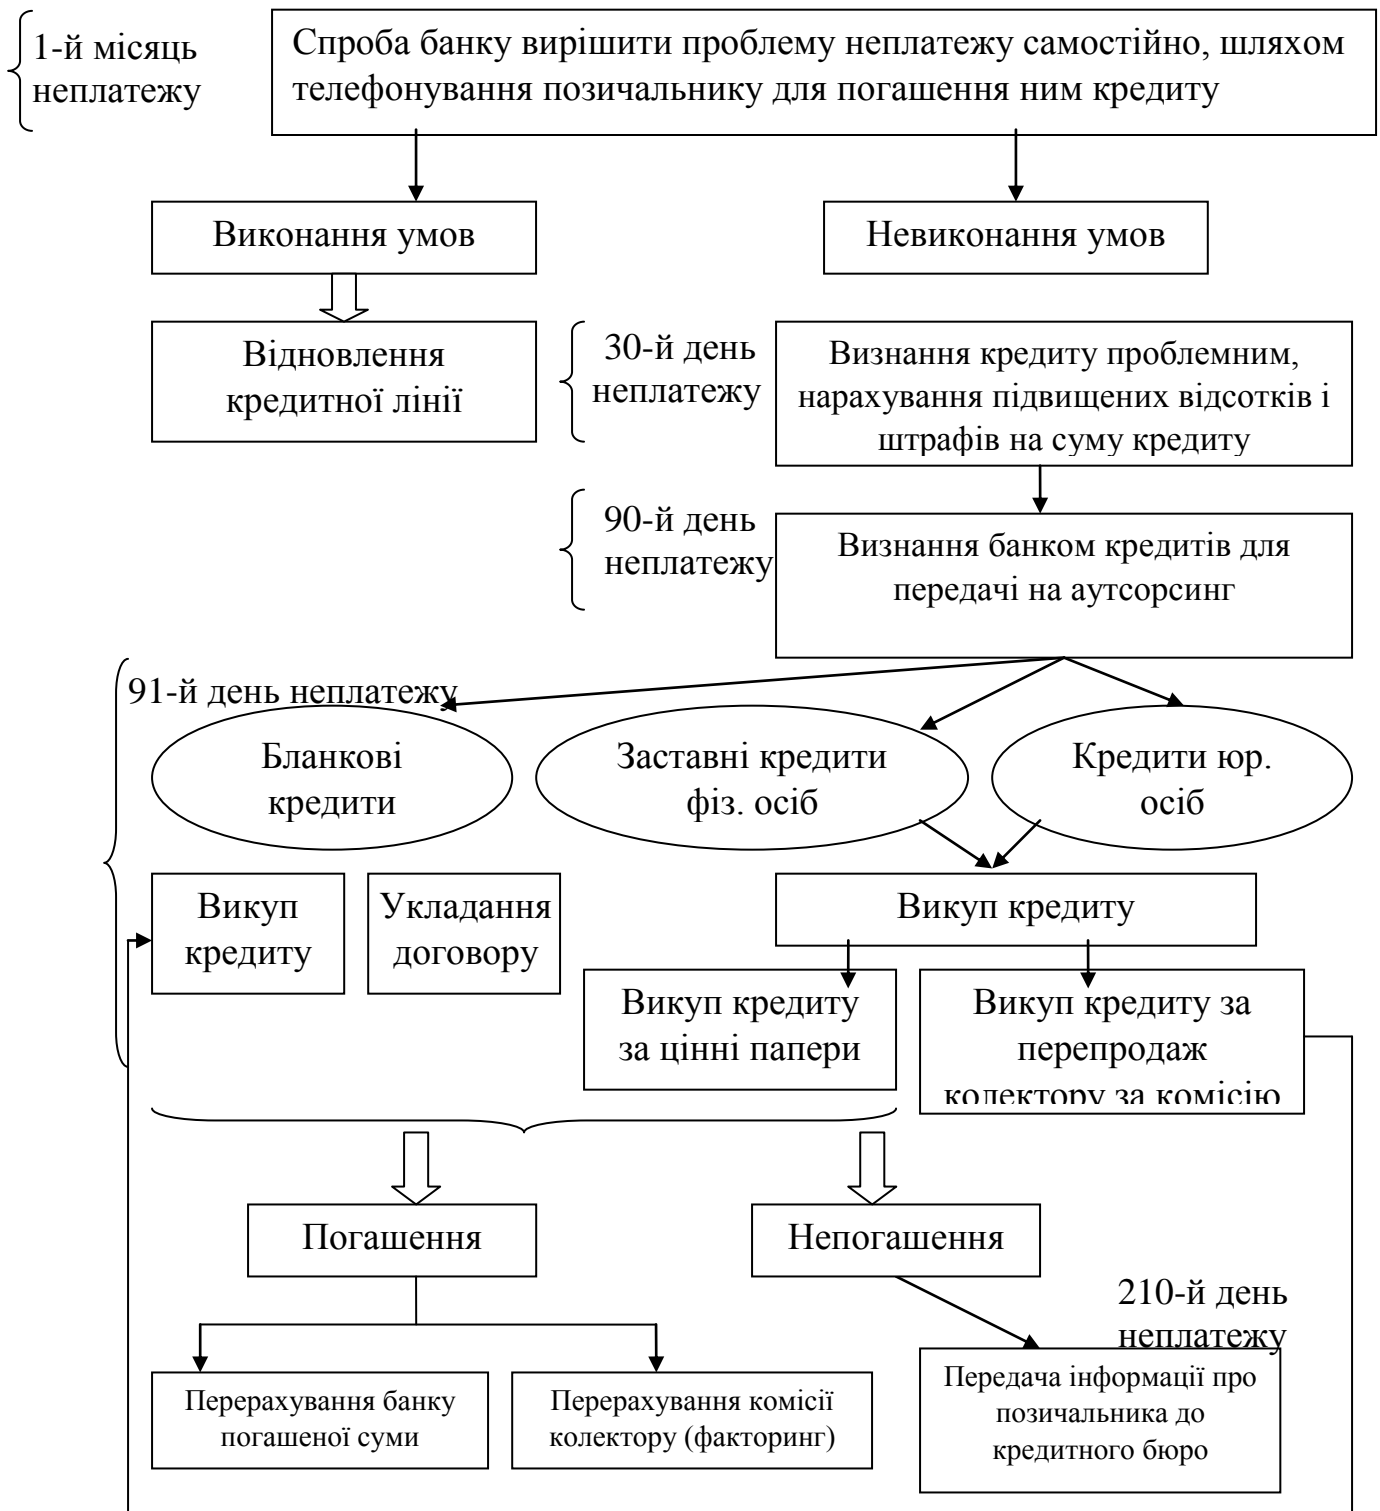 1-й місяць
неплатежу
Спроба банку вирішити проблему неплатежу самостійно, шляхом
телефонування позичальнику для погашення ним кредиту
Виконання умов
Невиконання умов
Відновлення
кредитної лінії
30-й день
неплатежу
Визнання кредиту проблемним,
нарахування підвищених відсотків і
штрафів на суму кредиту
90-й день
неплатежу
Визнання банком кредитів для
передачі на аутсорсинг
91-й день неплатежу
Бланкові
кредити
Заставні кредити
фіз. осіб
Кредити юр.
осіб
Викуп
кредиту
Укладання
договору
Викуп кредиту
Викуп кредиту
за цінні папери
Викуп кредиту за
перепродаж
колектору за комісію
Погашення
Непогашення
210-й день
неплатежу
Перерахування банку
погашеної суми
Перерахування комісії
колектору (факторинг)
Передача інформації про
позичальника до
кредитного бюро